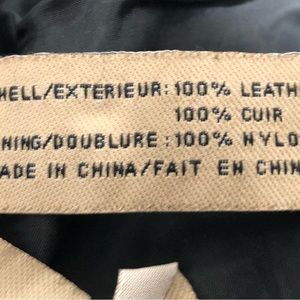 HELL/EXTERIEUR: 100% LEATH
100% CUIR
NING/DOUBLURE : 100% NYLO
ADE IN CHINA/FAIT EN CHIN